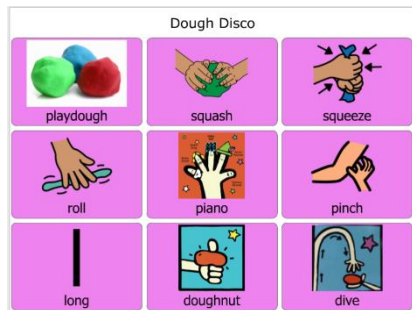 Dough Disco
playdough
squash
squeeze
roll
piano
pinch
long
doughnut
dive